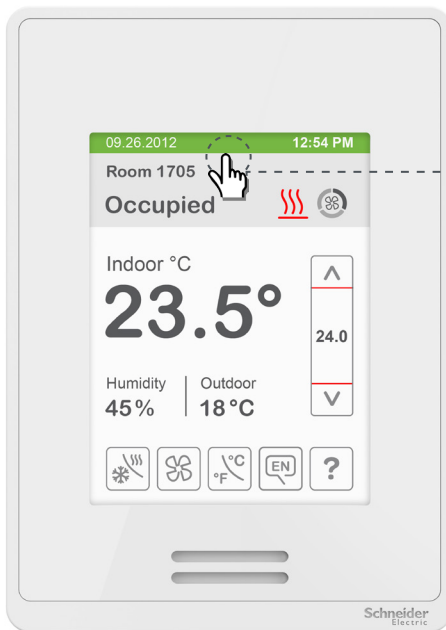 09.26.2012 12:54 PM
Room 1705
Occupied
Indoor °C
23.5°
24.0
Humidity Outdoor
45% 18°C
°C
°F
EN
?
Schneider
Electric